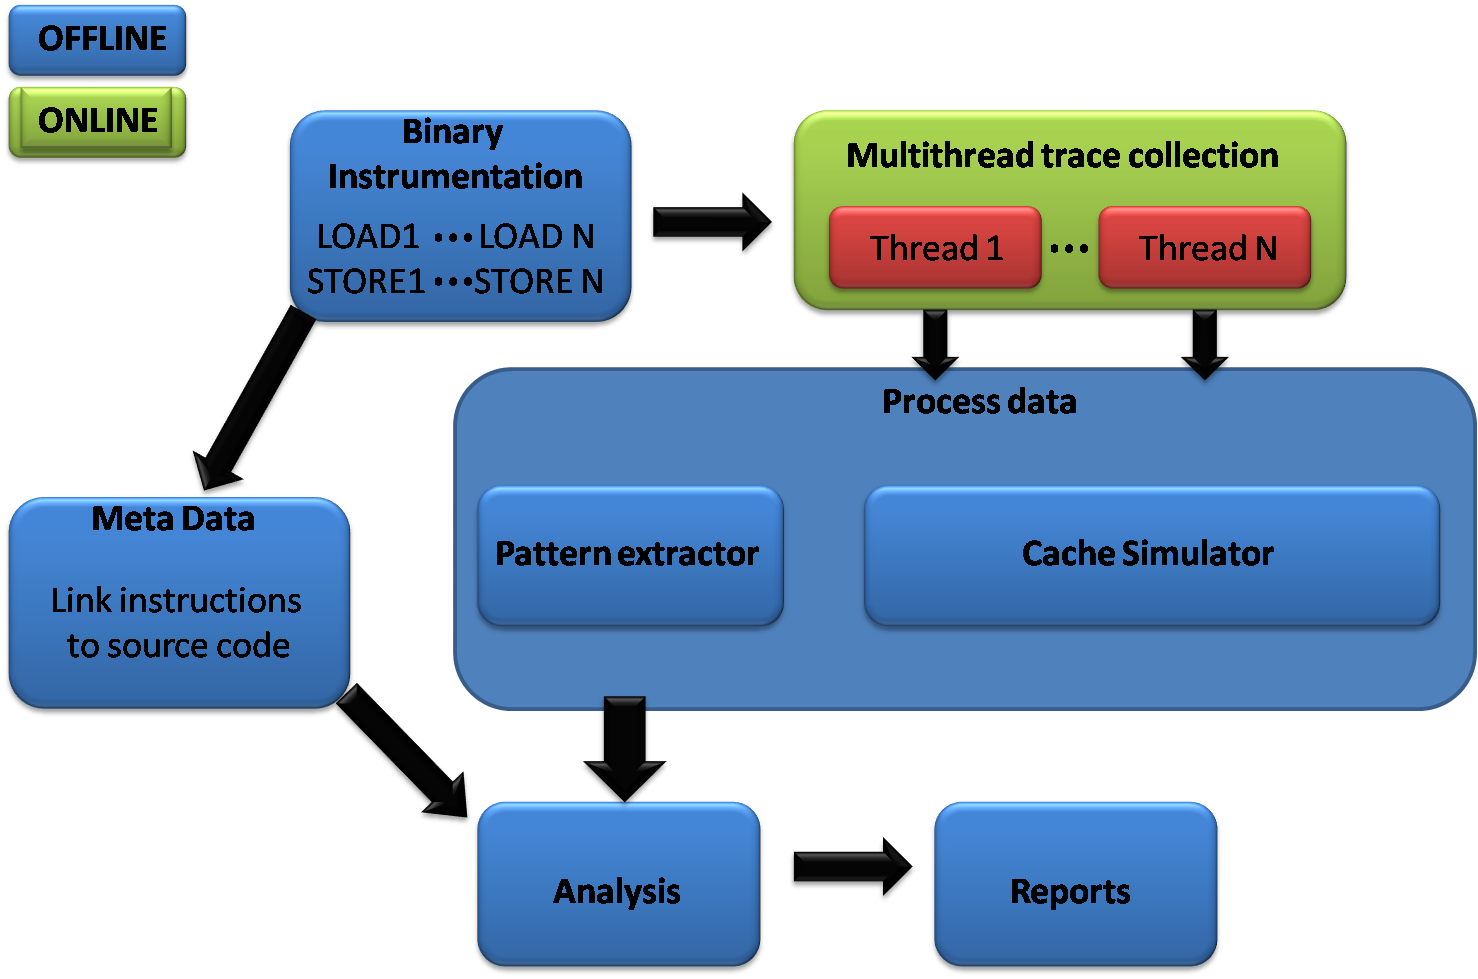 OFFLINE
ONLINE
Binary
Instrumentation
LOAD1 ••• LOAD N
STORE1 ••• STORE N
Multithread trace collection
Thread 1 ••• Thread N
Process data
Pattern extractor
Cache Simulator
Meta Data
Link instructions
to source code
Analysis
Reports